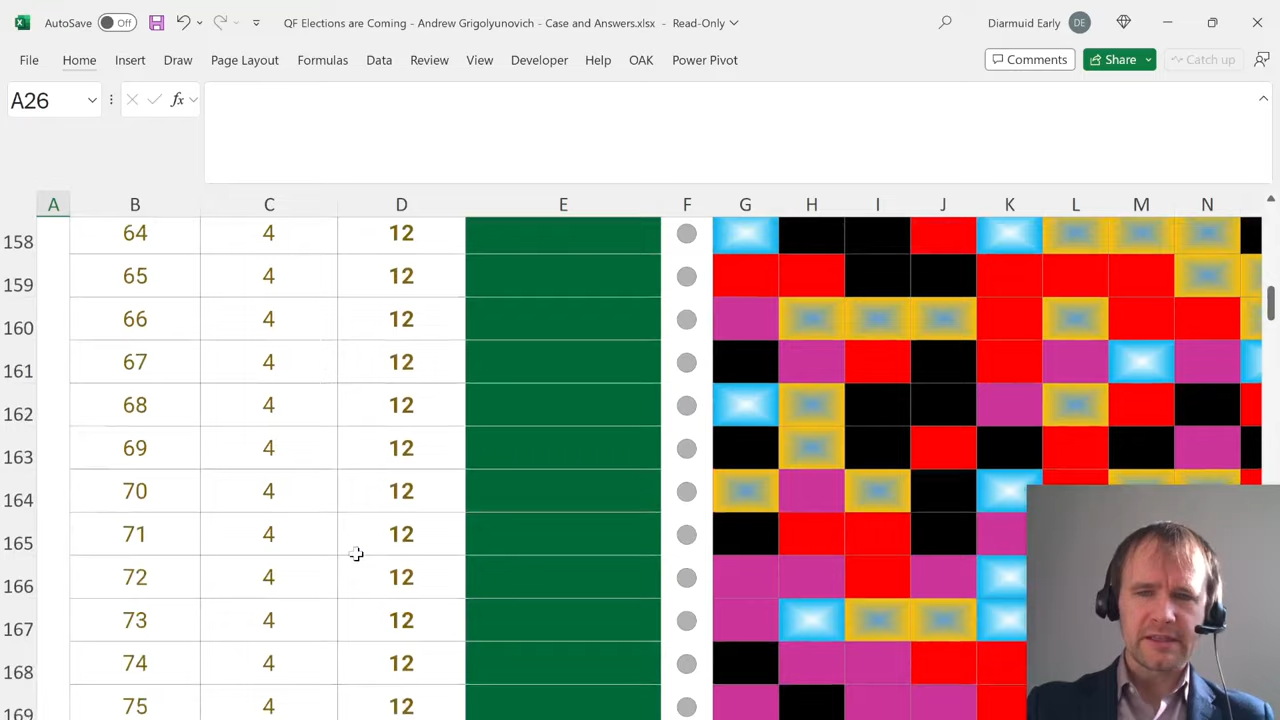 AutoSave Off QF Elections are Coming - Andrew Grigolyunovich - Case and Answers.xlsx - Read-Only Diarmuid Early DE
File Home Insert Draw Page Layout Formulas Data Review View Developer Help OAK Power Pivot Comments Share Catch up
A26 fx
A B C D E F G H I J K L M N
158 64 4 12
159 65 4 12
160 66 4 12
161 67 4 12
162 68 4 12
163 69 4 12
164 70 4 12
165 71 4 12
166 72 4 12
167 73 4 12
168 74 4 12
169 75 4 12